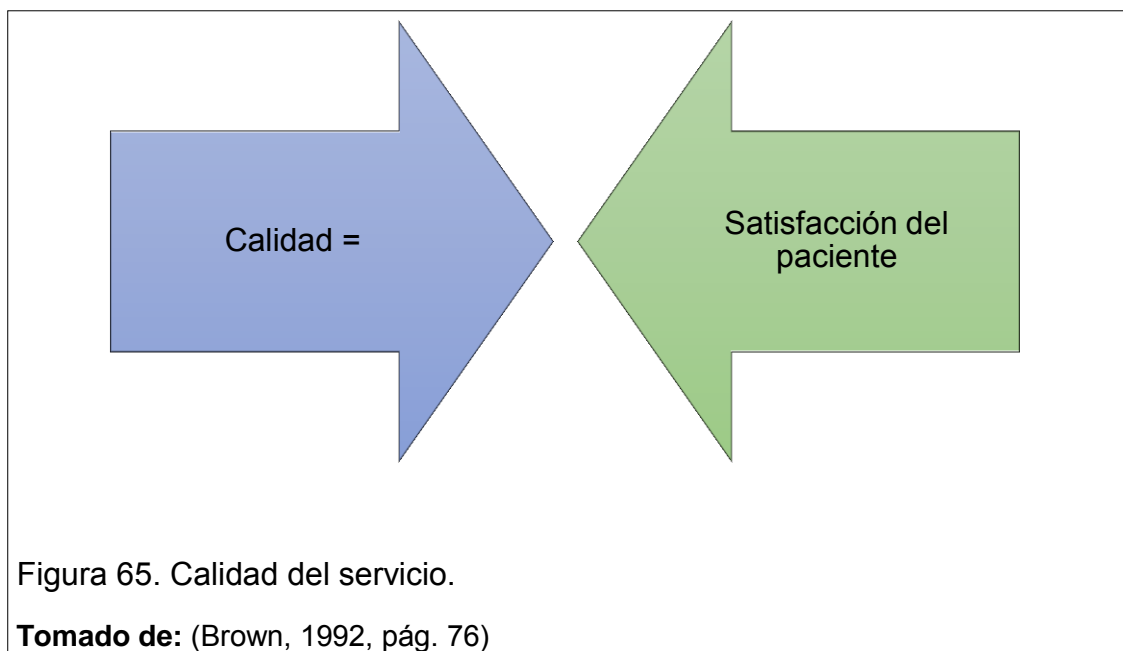 Calidad =
Satisfacción del
paciente
Figura 65. Calidad del servicio.
Tomado de: (Brown, 1992, pág. 76)